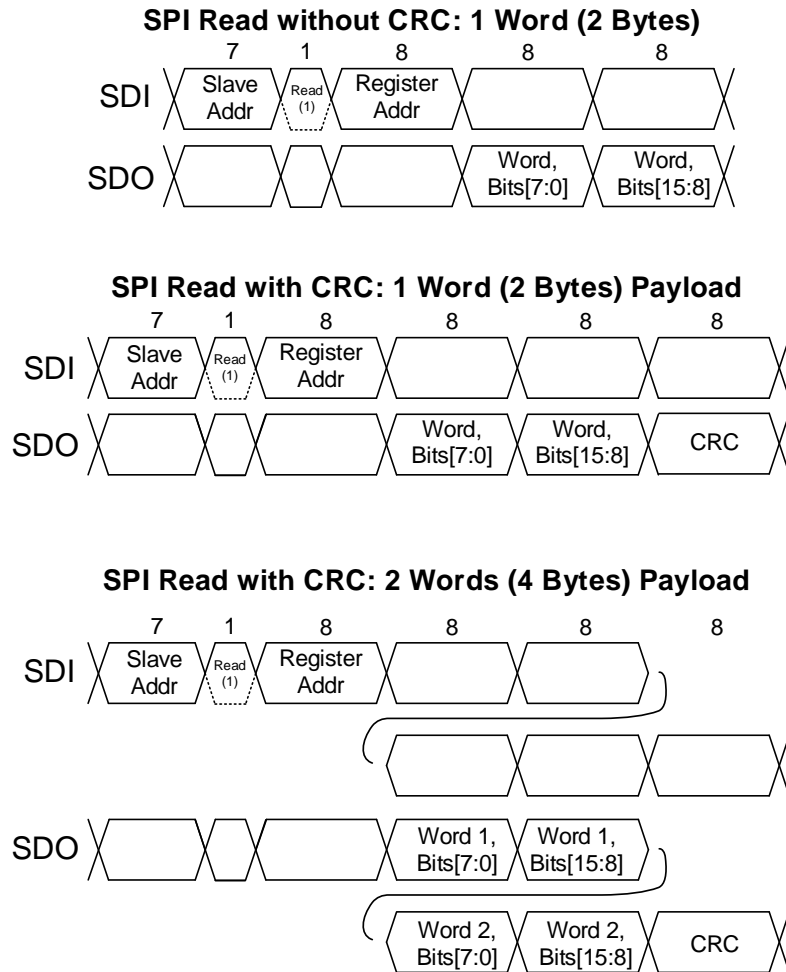 SPI Read without CRC: 1 Word (2 Bytes)
7 1 8 8 8
SDI Slave Addr Read (1) Register Addr
SDO Word, Bits[7:0] Word, Bits[15:8]
SPI Read with CRC: 1 Word (2 Bytes) Payload
7 1 8 8 8 8
SDI Slave Addr Read (1) Register Addr
SDO Word, Bits[7:0] Word, Bits[15:8] CRC
SPI Read with CRC: 2 Words (4 Bytes) Payload
7 1 8 8 8 8
SDI Slave Addr Read (1) Register Addr
SDO Word 1, Bits[7:0] Word 1, Bits[15:8]
Word 2, Bits[7:0] Word 2, Bits[15:8] CRC